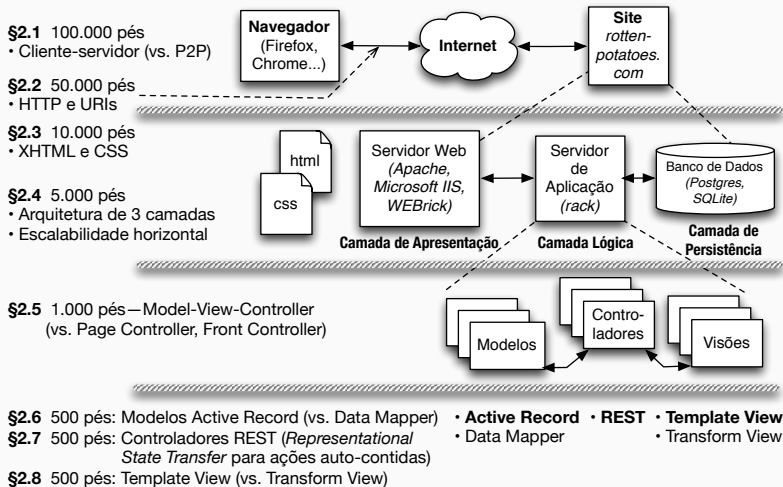 §2.1 100.000 pés
• Cliente-servidor (vs. P2P)
§2.2 50.000 pés
• HTTP e URIs
§2.3 10.000 pés
• XHTML e CSS
§2.4 5.000 pés
• Arquitetura de 3 camadas
• Escalabilidade horizontal
Navegador
(Firefox,
Chrome...)
Internet
Site
rotten-
potatoes.
com
html
css
Servidor Web
(Apache,
Microsoft IIS,
WEBrick)
Camada de Apresentação
Servidor
de
Aplicação
(rack)
Camada Lógica
Banco de Dados
(Postgres,
SQLite)
Camada de
Persistência
§2.5 1.000 pés—Model-View-Controller
(vs. Page Controller, Front Controller)
Modelos
Contro-
ladores
Visões
§2.6 500 pés: Modelos Active Record (vs. Data Mapper)
§2.7 500 pés: Controladores REST (Representational
State Transfer para ações auto-contidas)
§2.8 500 pés: Template View (vs. Transform View)
• Active Record
• Data Mapper
• REST
• Template View
• Transform View